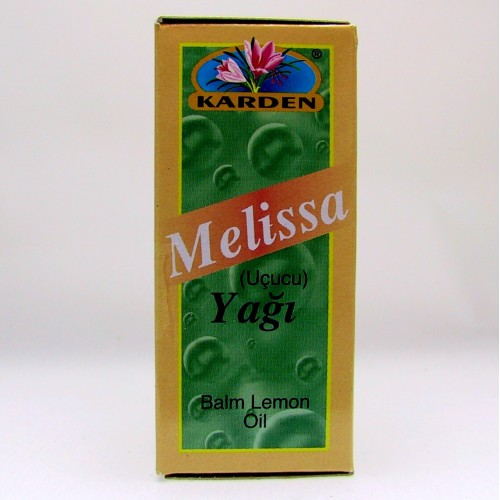 ®
KARDEN
Melissa
(Uçucu)
Yağı
Balm Lemon
Oil